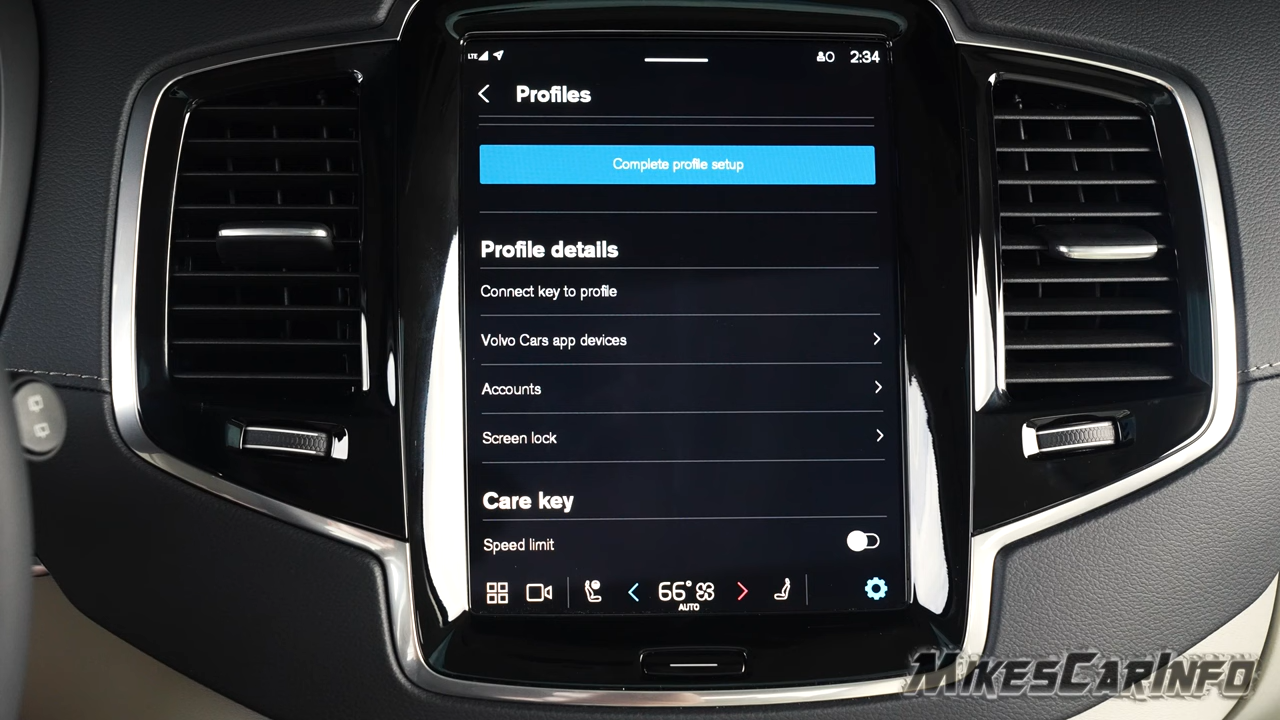 LTE 2:34
Profiles
Complete profile setup
Profile details
Connect key to profile
Volvo Cars app devices
Accounts
Screen lock
Care key
Speed limit
66°
AUTO
MikesCarInfo